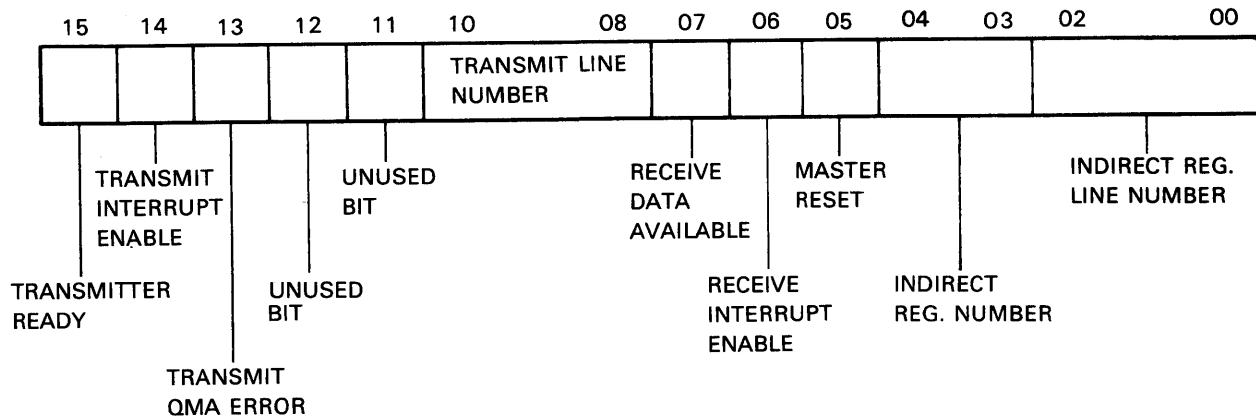 15 14 13 12 11 10 08 07 06 05 04 03 02 00
TRANSMIT LINE
NUMBER
TRANSMIT
INTERRUPT
ENABLE
UNUSED
BIT
RECEIVE
DATA
AVAILABLE
MASTER
RESET
INDIRECT REG.
LINE NUMBER
TRANSMITTER
READY
UNUSED
BIT
RECEIVE
INTERRUPT
ENABLE
INDIRECT
REG. NUMBER
TRANSMIT
QMA ERROR